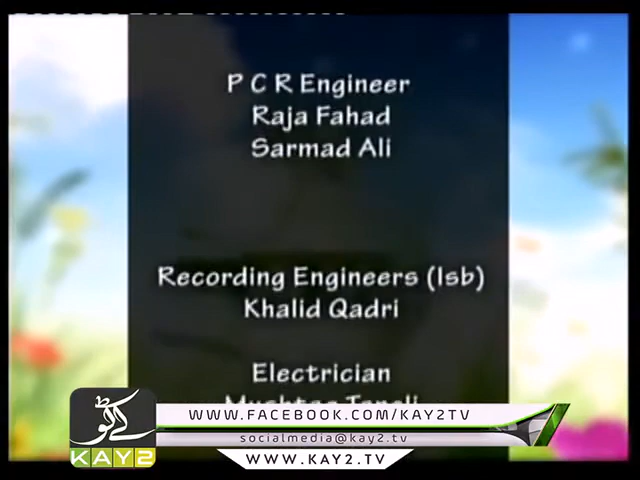 P C R Engineer
Raja Fahad
Sarmad Ali
Recording Engineers (Isb)
Khalid Qadri
Electrician
WWW.FACEBOOK.COM/KAY2TV
socialmedia@kay2.tv
WWW.KAY2.TV
کےٹو
KAY2